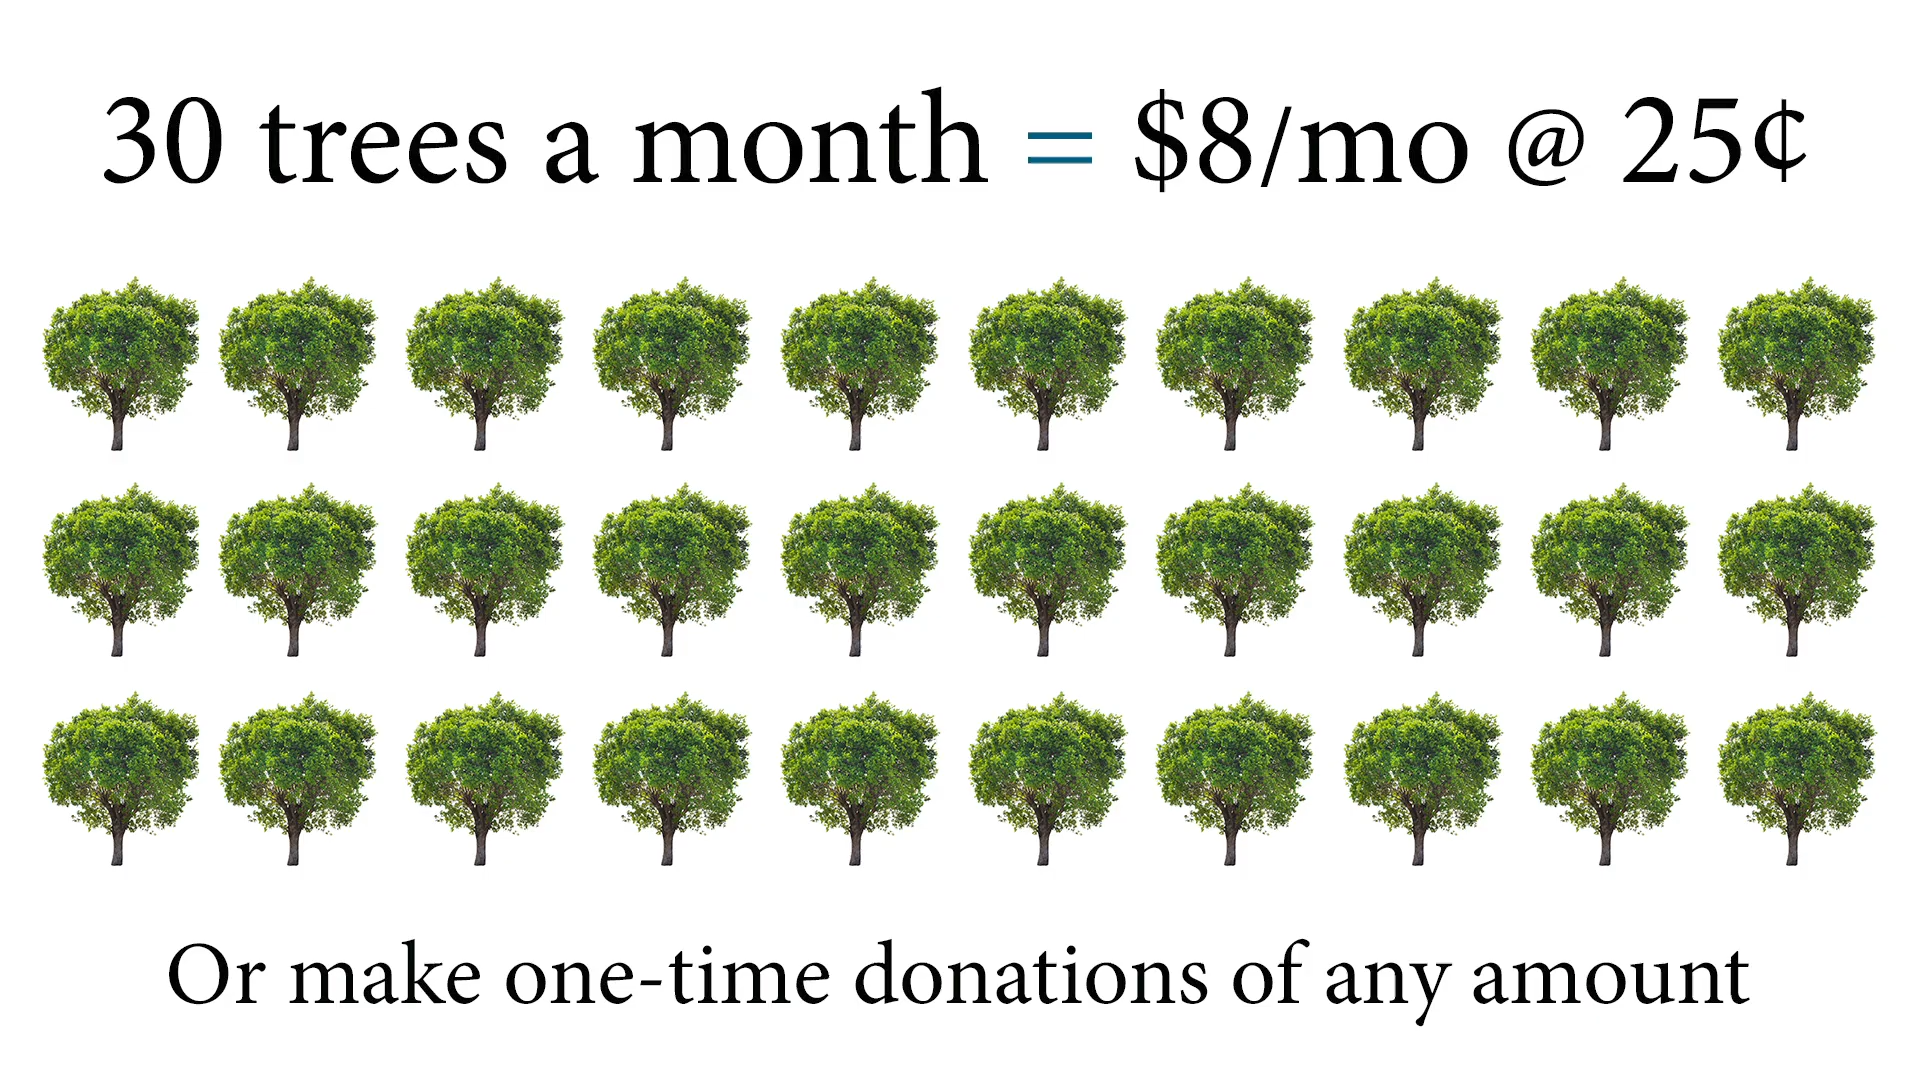 30 trees a month = $8/mo @ 25¢
Or make one-time donations of any amount